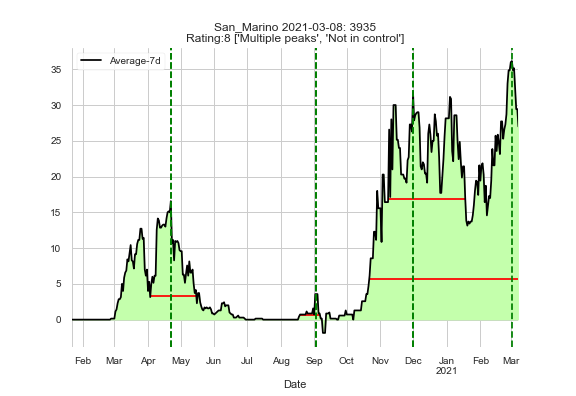 San_Marino 2021-03-08: 3935
Rating:8 ['Multiple peaks', 'Not in control']
Average-7d
35
30
25
20
15
10
5
0
Feb Mar Apr May Jun Jul Aug Sep Oct Nov Dec Jan Feb Mar
2021
Date